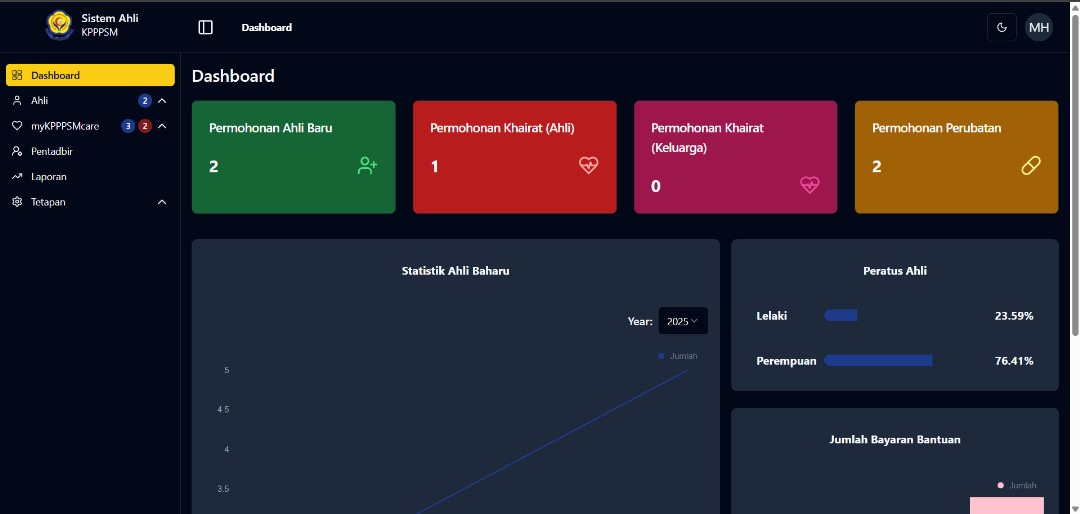 Sistem Ahli
KPPPSM
Dashboard
MH
Dashboard
Ahli
2
myKPPPSMcare
3
2
Pentadbir
Laporan
Tetapan
Dashboard
Permohonan Ahli Baru
2
Permohonan Khairat (Ahli)
1
Permohonan Khairat
(Keluarga)
0
Permohonan Perubatan
2
Statistik Ahli Baharu
Year:
2025
Jumlah
5
4.5
4
3.5
Peratus Ahli
Lelaki
23.59%
Perempuan
76.41%
Jumlah Bayaran Bantuan
Jumlah